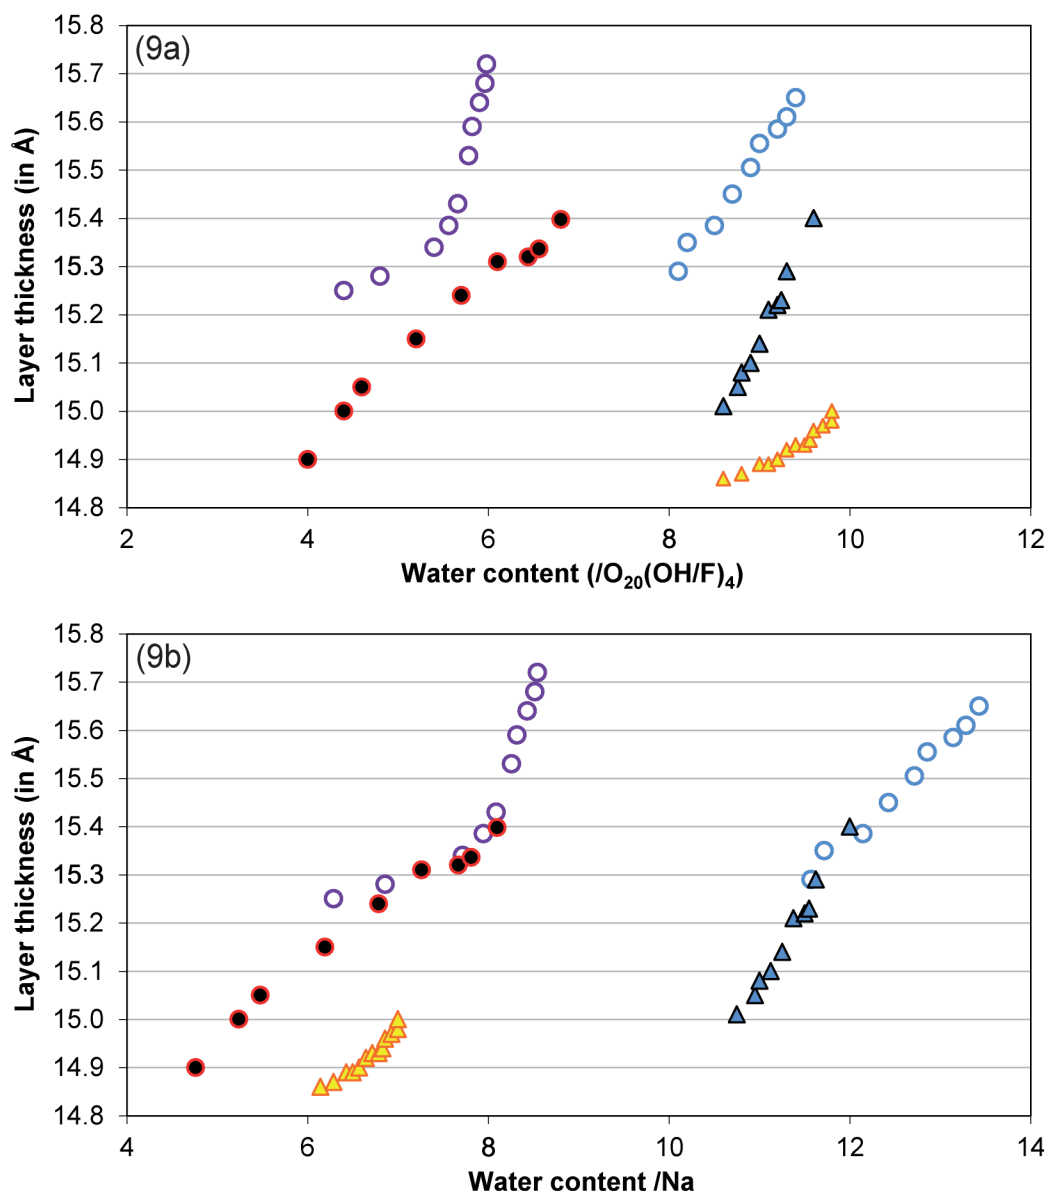 (9a)
15.8
15.7
15.6
15.5
15.4
15.3
15.2
15.1
15.0
14.9
14.8
Layer thickness (in Å)
2 4 6 8 10 12
Water content (/O₂₀(OH/F)₄)
(9b)
15.8
15.7
15.6
15.5
15.4
15.3
15.2
15.1
15.0
14.9
14.8
Layer thickness (in Å)
4 6 8 10 12 14
Water content /Na